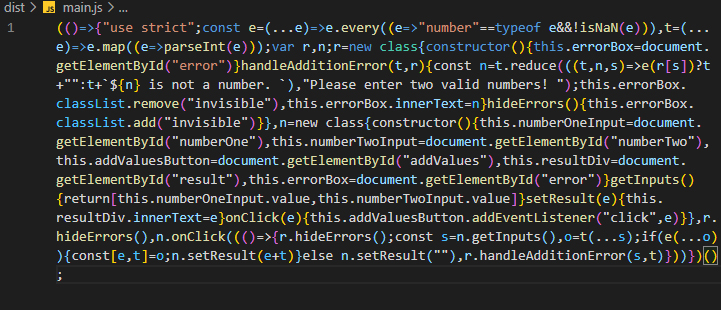 dist > JS main.js > ...
1 (()=>{"use strict";const e=(...e)=>e.every((e=>"number"==typeof e&&!isNaN(e))),t=(...
e)=>e.map((e=>parseInt(e)));var r,n;r=new class{constructor(){this.errorBox=document.
getElementById("error")}handleAdditionError(t,r){const n=t.reduce(((t,n,s)=>e(r[s])?t
+"":t+`${n} is not a number. `),"Please enter two valid numbers! ");this.errorBox.
classList.remove("invisible"),this.errorBox.innerText=n}hideErrors(){this.errorBox.
classList.add("invisible")}},n=new class{constructor(){this.numberOneInput=document.
getElementById("numberOne"),this.numberTwoInput=document.getElementById("numberTwo"),
this.addValuesButton=document.getElementById("addValues"),this.resultDiv=document.
getElementById("result"),this.errorBox=document.getElementById("error")}getInputs()
{return[this.numberOneInput.value,this.numberTwoInput.value]}setResult(e){this.
resultDiv.innerText=e}onClick(e){this.addValuesButton.addEventListener("click",e)}},r.
hideErrors(),n.onClick((()=>{r.hideErrors();const s=n.getInputs(),o=t(...s);if(e(...o)
){const[e,t]=o;n.setResult(e+t)}else n.setResult(""),r.handleAdditionError(s,t)}))})()
;